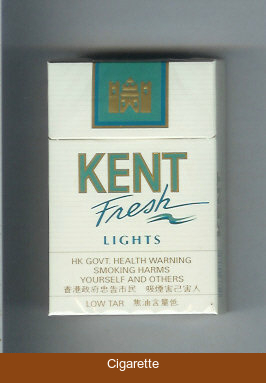 KENT
Fresh
LIGHTS
HK GOVT. HEALTH WARNING
SMOKING HARMS
YOURSELF AND OTHERS
香港政府忠告市民 吸煙害己害人
LOW TAR 焦油含量低
Cigarette